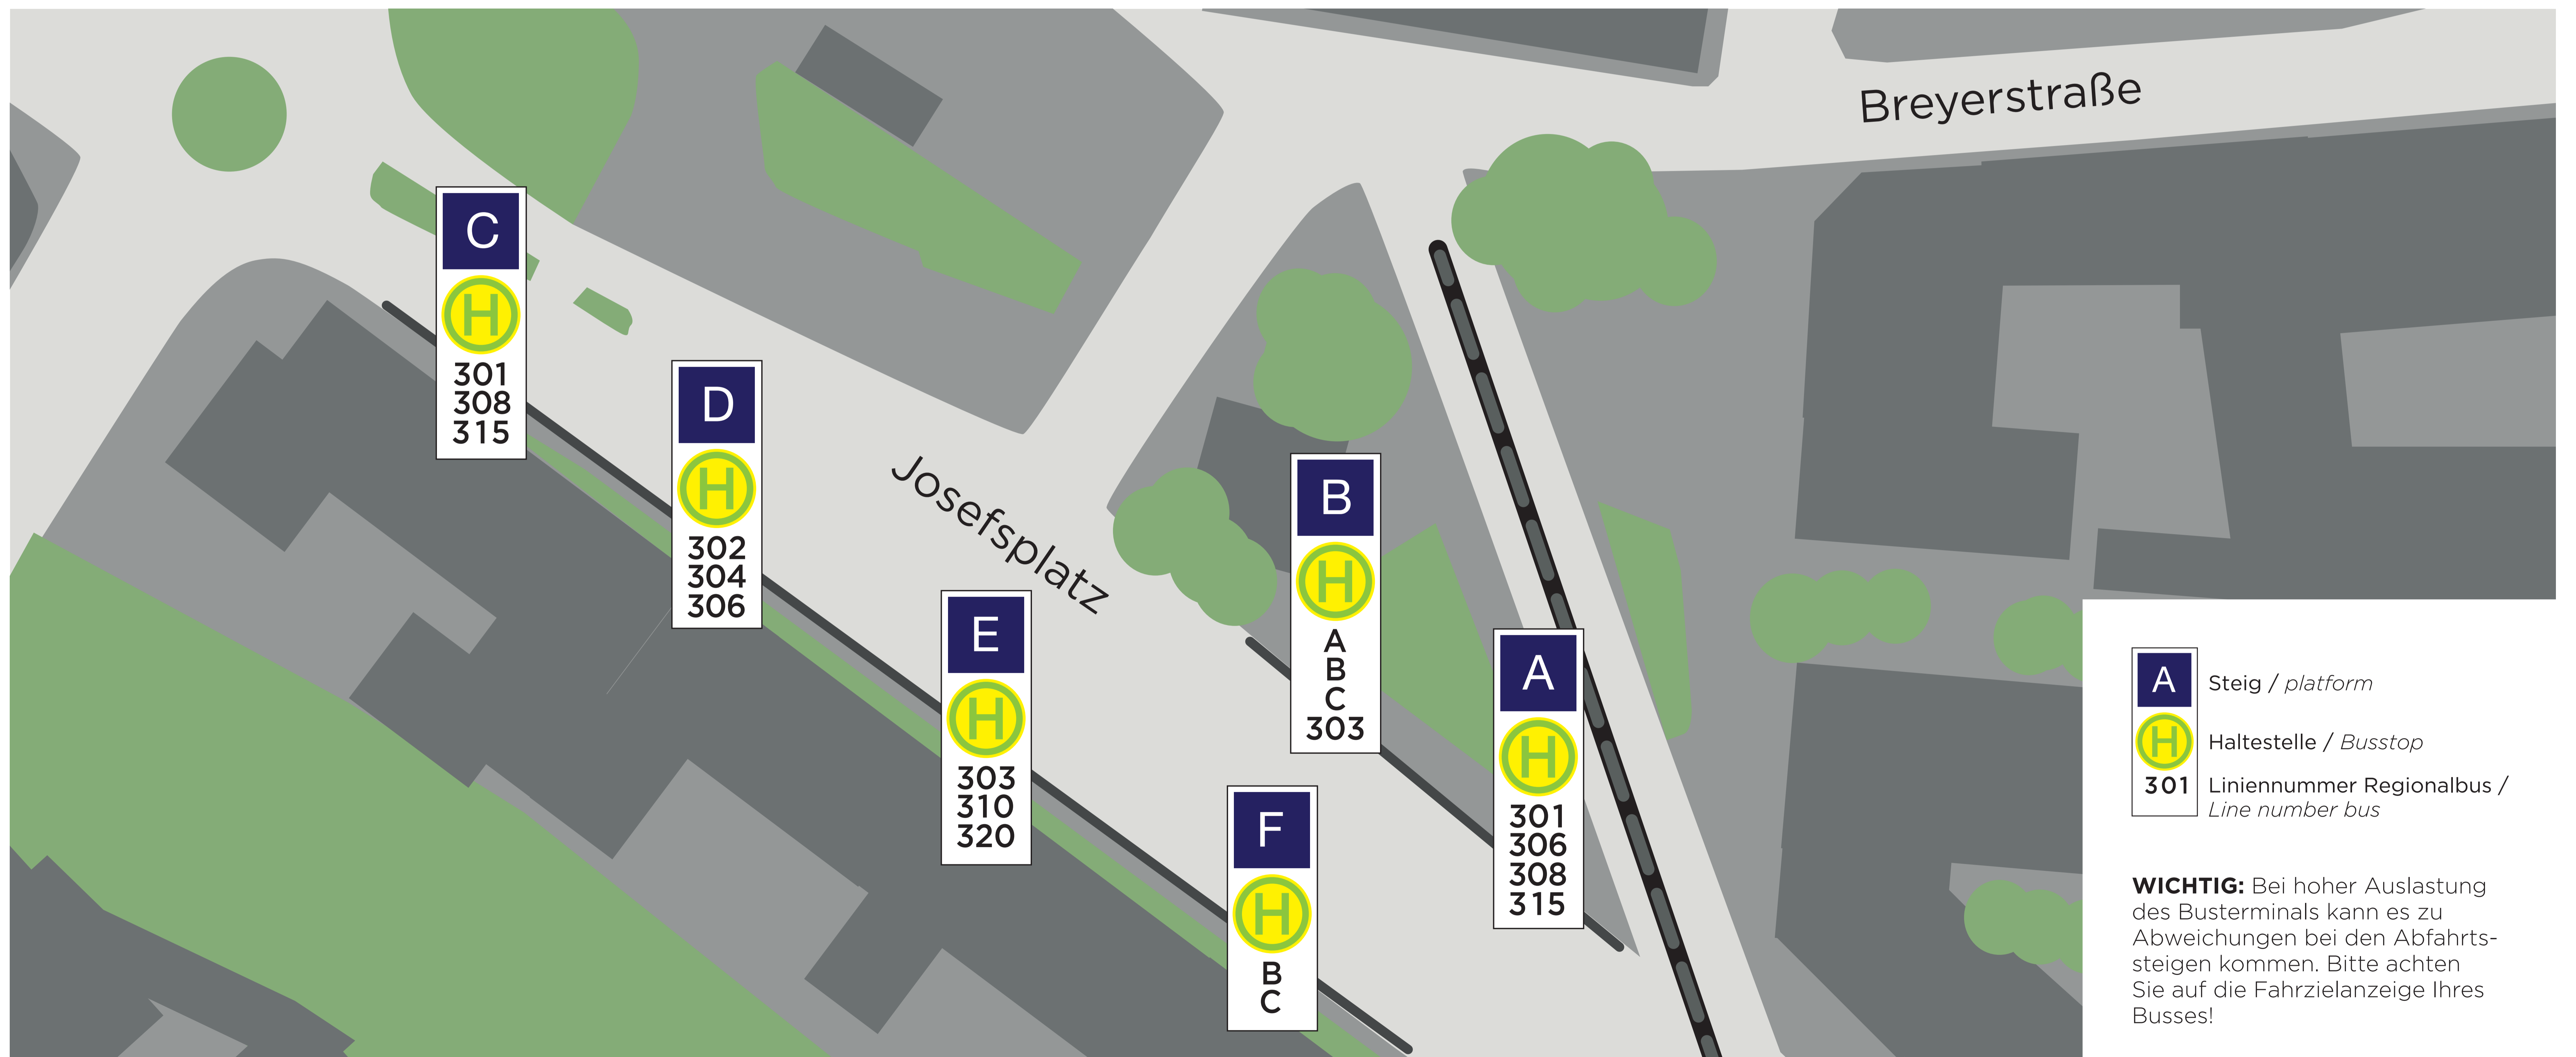 Breyerstraße
C
H
301
308
315
D
H
302
304
306
Josefsplatz
B
H
A
B
C
303
E
H
303
310
320
A
H
301
306
308
315
F
H
B
C
A
Steig / platform
H
Haltestelle / Busstop
301
Liniennummer Regionalbus /
Line number bus
WICHTIG: Bei hoher Auslastung
des Busterminals kann es zu
Abweichungen bei den Abfahrts-
steigen kommen. Bitte achten
Sie auf die Fahrzielanzeige Ihres
Busses!